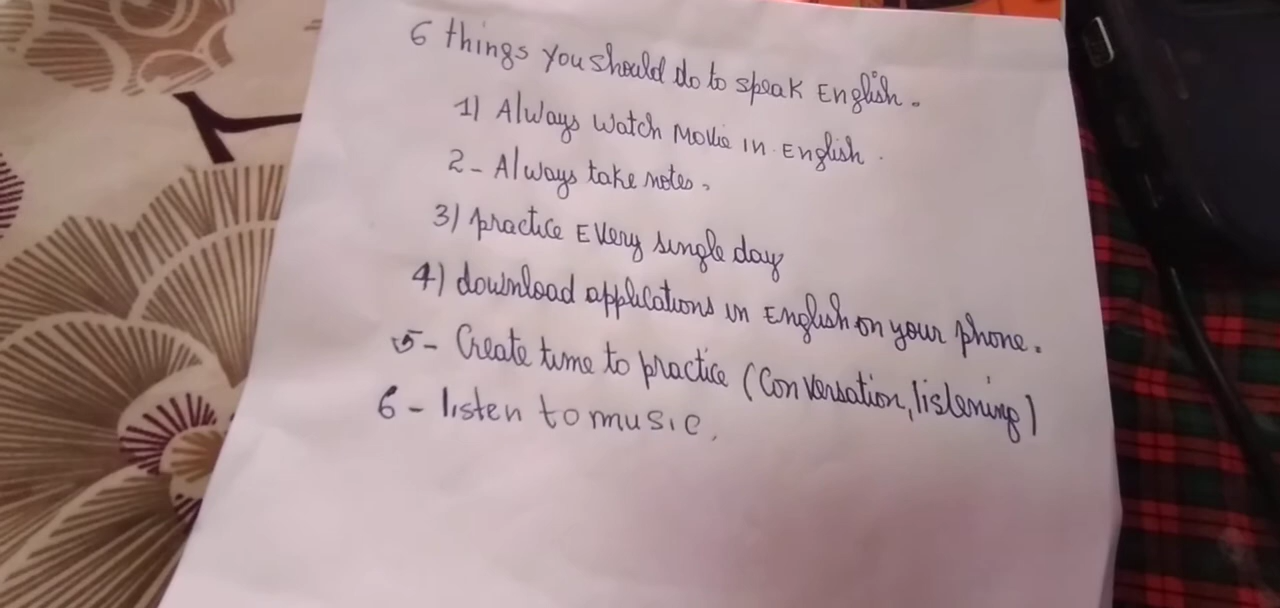 6 things you should do to speak English.
1) Always watch Movie in English.
2- Always take notes.
3) practice Every single day
4) download applications in English on your phone.
5- Create time to practice (Conversation, listening)
6- listen to music.